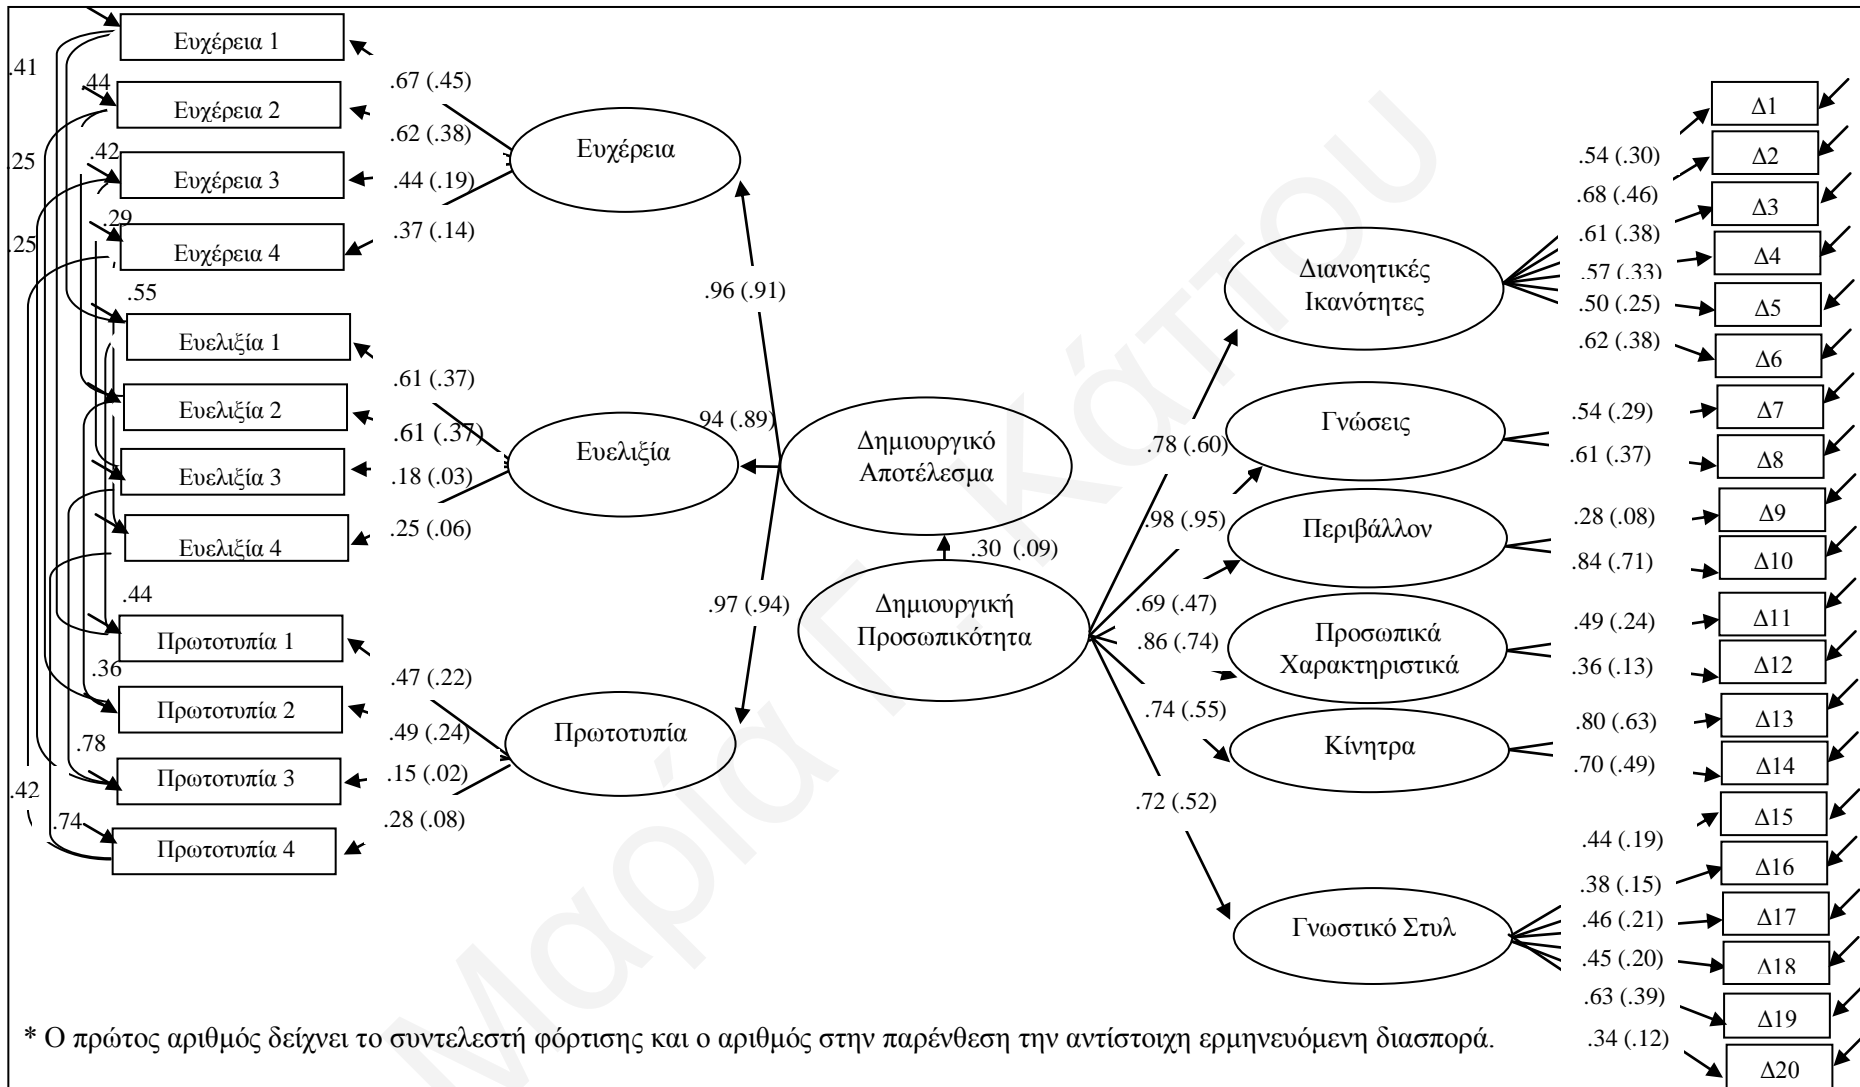 Ευχέρεια 1
.41
.67 (.45)
.44
Ευχέρεια 2
.62 (.38)
Ευχέρεια
.42
.25
Ευχέρεια 3
.44 (.19)
.29
.25
Ευχέρεια 4
.37 (.14)
.55
Ευελιξία 1
.61 (.37)
Ευελιξία 2
.61 (.37)
Ευελιξία
Ευελιξία 3
.18 (.03)
Ευελιξία 4
.25 (.06)
.44
Πρωτοτυπία 1
.36
.47 (.22)
Πρωτοτυπία 2
.49 (.24)
Πρωτοτυπία
.78
Πρωτοτυπία 3
.15 (.02)
.42
.74
.28 (.08)
Πρωτοτυπία 4
.96 (.91)
.94 (.89)
.97 (.94)
Δημιουργικό
Αποτέλεσμα
.30 (.09)
Δημιουργική
Προσωπικότητα
.78 (.60)
.98 (.95)
.69 (.47)
.86 (.74)
.74 (.55)
.72 (.52)
Διανοητικές
Ικανότητες
Γνώσεις
Περιβάλλον
Προσωπικά
Χαρακτηριστικά
Κίνητρα
Γνωστικό Στυλ
.54 (.30)
Δ1
.68 (.46)
Δ2
.61 (.38)
Δ3
.57 (.33)
Δ4
.50 (.25)
Δ5
.62 (.38)
Δ6
.54 (.29)
Δ7
.61 (.37)
Δ8
.28 (.08)
Δ9
.84 (.71)
Δ10
.49 (.24)
Δ11
.36 (.13)
Δ12
.80 (.63)
Δ13
.70 (.49)
Δ14
.44 (.19)
Δ15
.38 (.15)
Δ16
.46 (.21)
Δ17
.45 (.20)
Δ18
.63 (.39)
Δ19
.34 (.12)
Δ20
* Ο πρώτος αριθμός δείχνει το συντελεστή φόρτισης και ο αριθμός στην παρένθεση την αντίστοιχη ερμηνευόμενη διασπορά.
Μαρία Γ. Κάττου